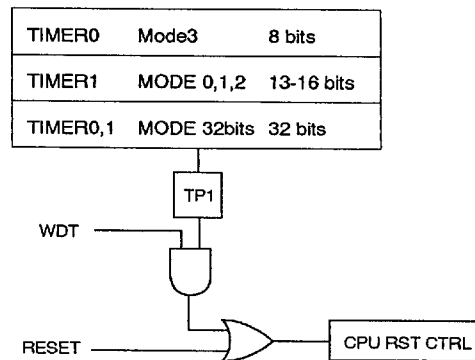 TIMER0 Mode3 8 bits
TIMER1 MODE 0,1,2 13-16 bits
TIMER0,1 MODE 32bits 32 bits
TP1
WDT
RESET
CPU RST CTRL